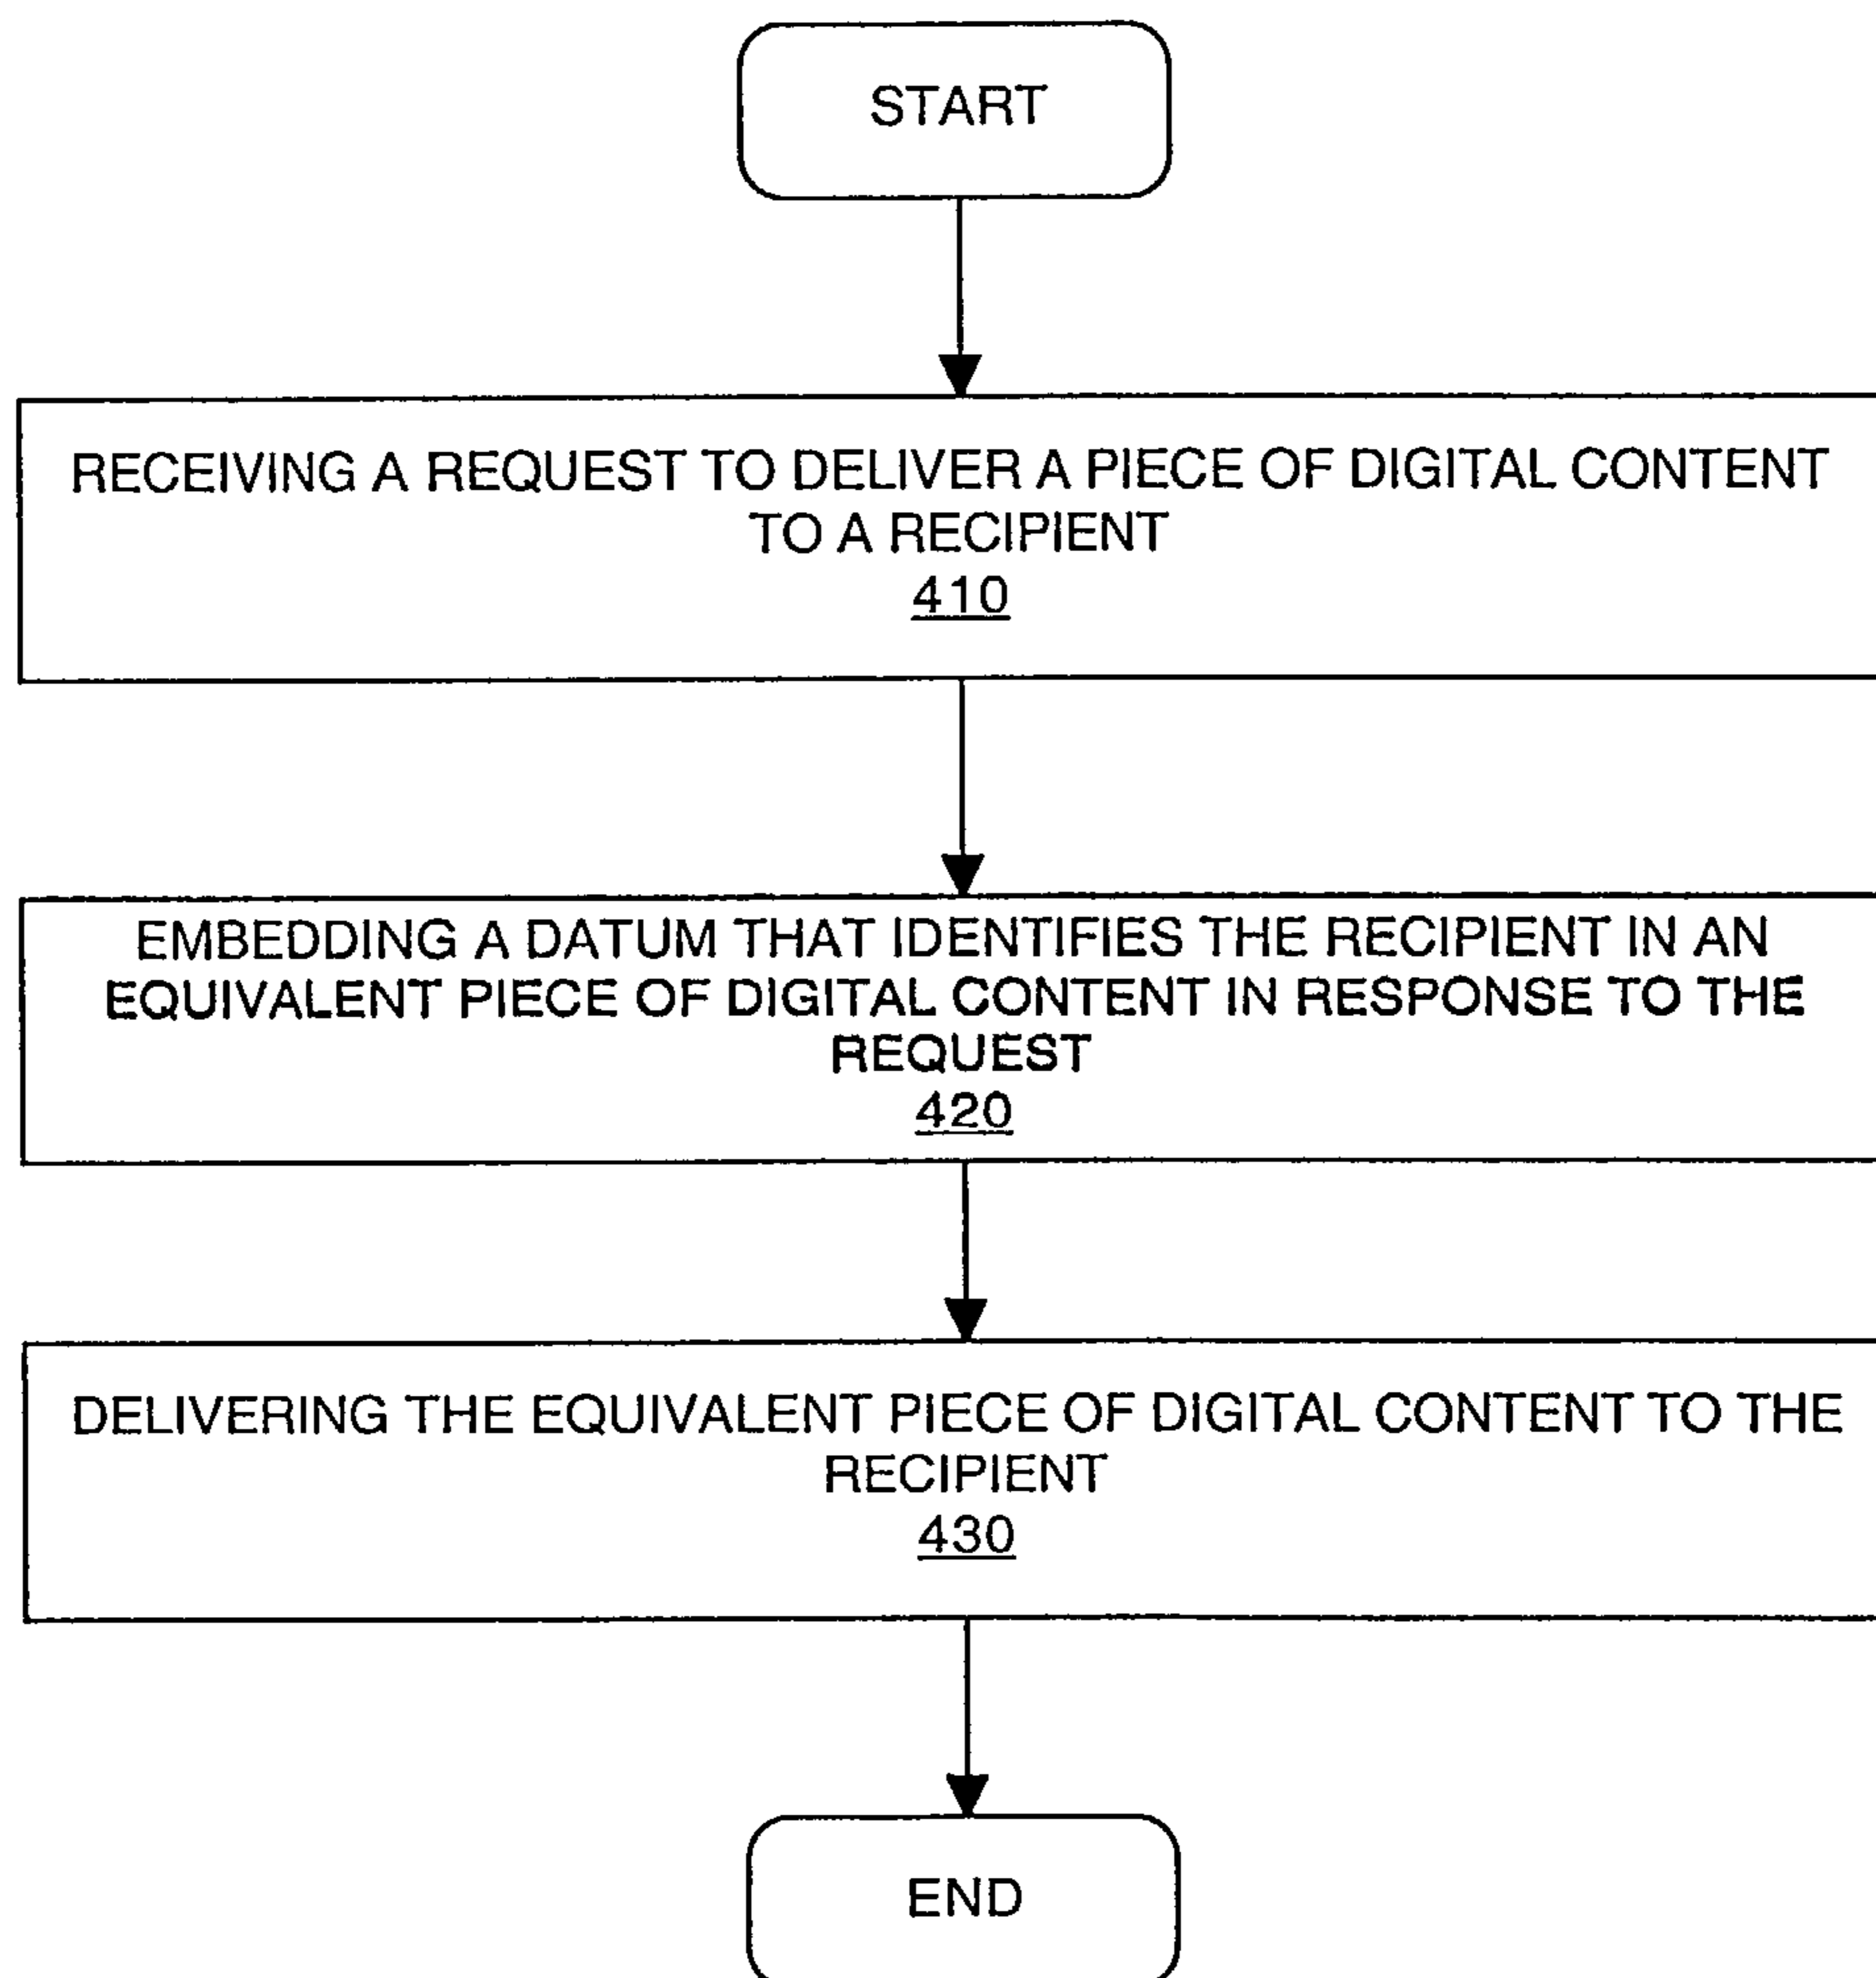 START
RECEIVING A REQUEST TO DELIVER A PIECE OF DIGITAL CONTENT
TO A RECIPIENT
410
EMBEDDING A DATUM THAT IDENTIFIES THE RECIPIENT IN AN
EQUIVALENT PIECE OF DIGITAL CONTENT IN RESPONSE TO THE
REQUEST
420
DELIVERING THE EQUIVALENT PIECE OF DIGITAL CONTENT TO THE
RECIPIENT
430
END